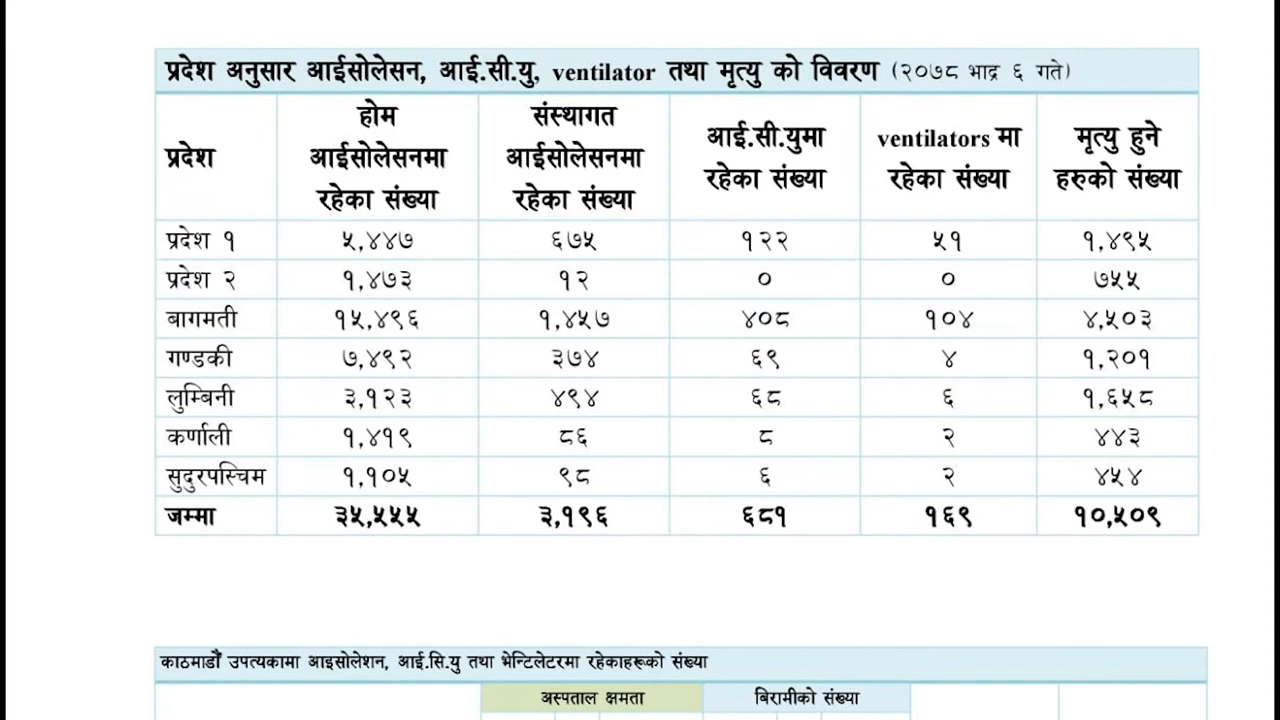 प्रदेश अनुसार आईसोलेसन, आई.सी.यु, ventilator तथा मृत्यु को विवरण (२०७८ भाद्र ६ गते)
प्रदेश होम आईसोलेसनमा रहेका संख्या संस्थागत आईसोलेसनमा रहेका संख्या आई.सी.युमा रहेका संख्या ventilators मा रहेका संख्या मृत्यु हुने हरुको संख्या
प्रदेश १ ५,४४७ ६७५ १२२ ५१ १,४९५
प्रदेश २ १,४७३ १२ ० ० ७५५
बागमती १५,४९६ १,४५७ ४०८ १०४ ४,५०३
गण्डकी ७,४९२ ३७४ ६९ ४ १,२०१
लुम्बिनी ३,१२३ ४९४ ६८ ६ १,६५८
कर्णाली १,४१९ ८६ ८ २ ४४३
सुदुरपस्चिम १,१०५ ९८ ६ २ ४५४
जम्मा ३५,५५५ ३,१९६ ६८१ १६९ १०,५०९
काठमाडौं उपत्यकामा आइसोलेशन, आई.सि.यु तथा भेन्टिलेटरमा रहेकाहरूको संख्या
अस्पताल क्षमता बिरामीको संख्या